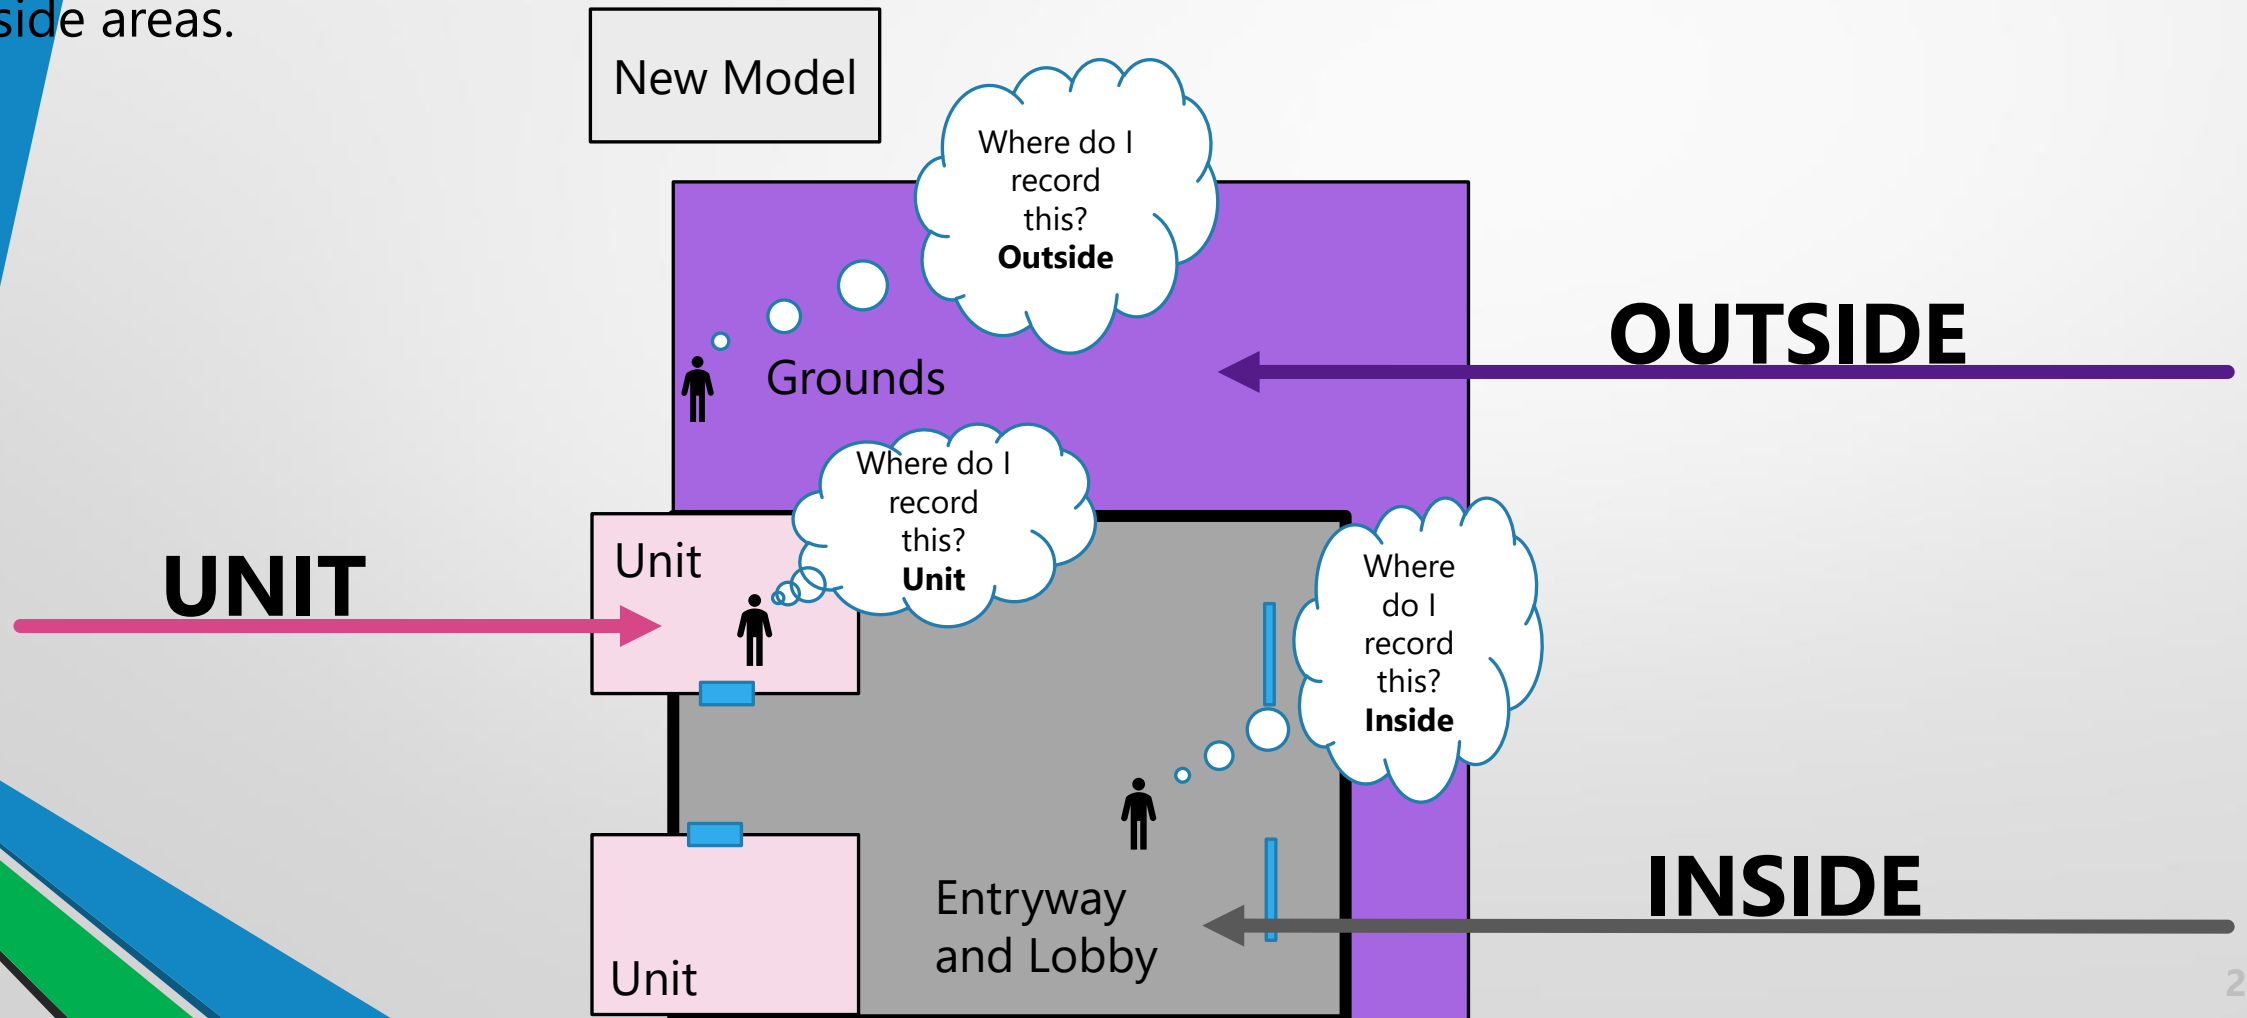 side areas.
New Model
Where do I
record
this?
Outside
OUTSIDE
Grounds
Where do I
record
this?
Unit
Unit
UNIT
Where
do I
record
this?
Inside
INSIDE
Entryway
and Lobby
Unit
2